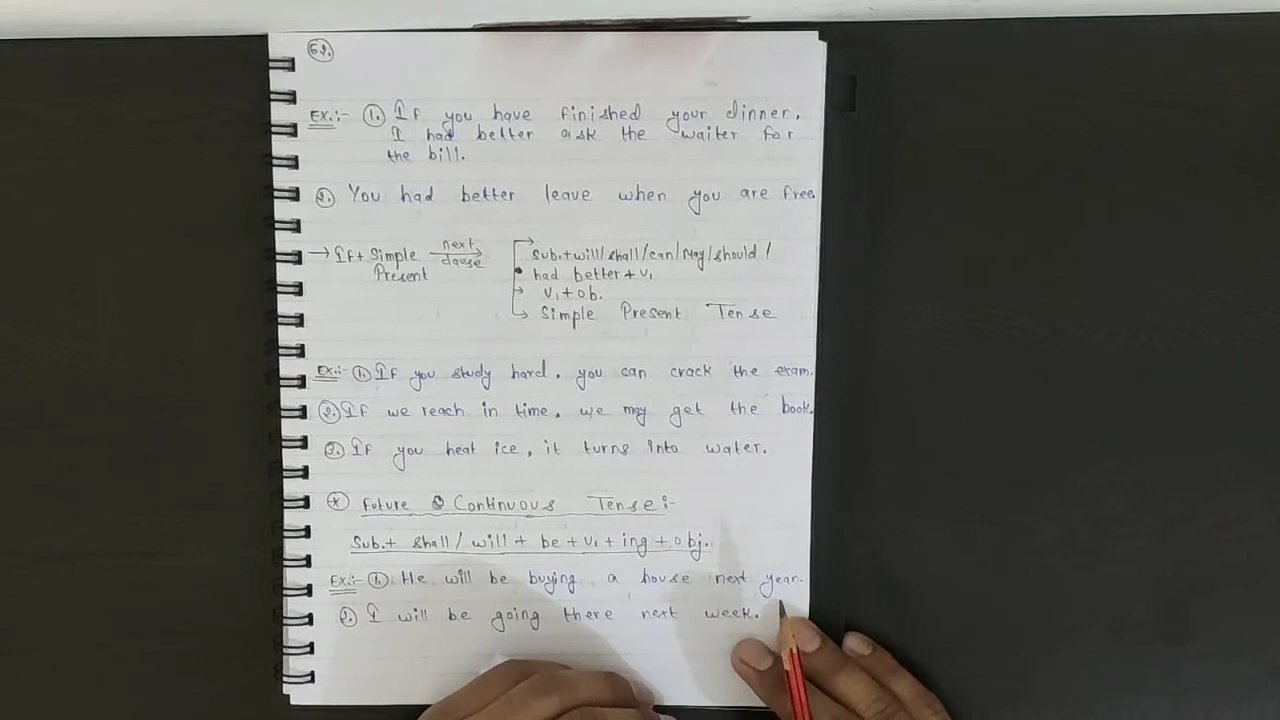 52.
Ex.:- 1. If you have finished your dinner,
I had better ask the waiter for
the bill.
2. You had better leave when you are free.
→ If + Simple Present next clause →
Sub. + will/shall/can/May/should/
had better + V₁
→ V₁ + ob.
→ Simple Present Tense
Ex.:- 1. If you study hard, you can crack the exam.
2. If we reach in time, we may get the book.
3. If you heat ice, it turns into water.
* Future Continuous Tense:-
Sub. + shall/will + be + V₁ + ing + obj.
Ex.:- 1. He will be buying a house next year.
2. I will be going there next week.